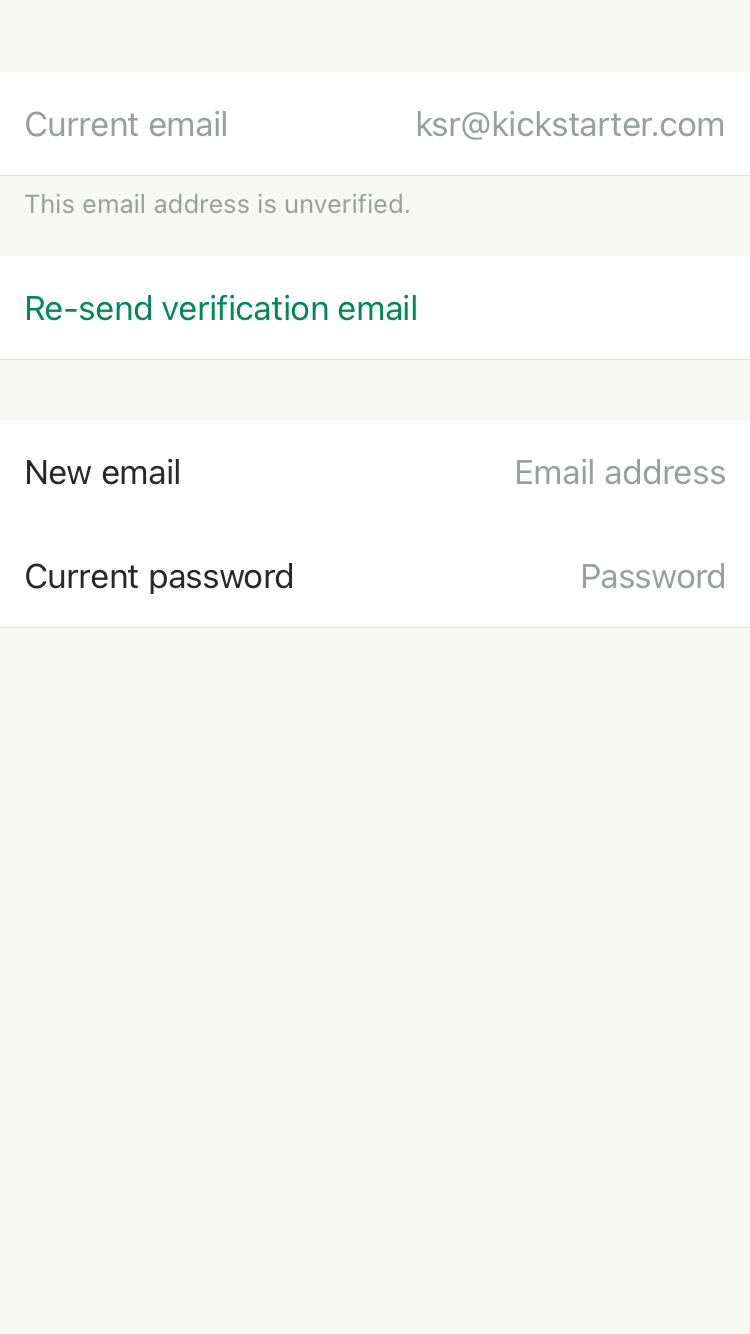 Current email ksr@kickstarter.com
This email address is unverified.
Re-send verification email
New email Email address
Current password Password